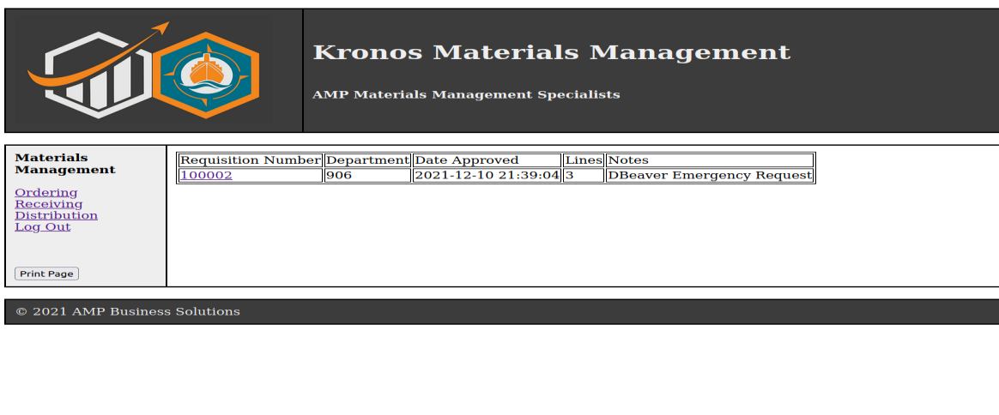 Kronos Materials Management
AMP Materials Management Specialists
Materials
Management
Ordering
Receiving
Distribution
Log Out
Print Page
Requisition Number Department Date Approved Lines Notes
100002 906 2021-12-10 21:39:04 3 DBeaver Emergency Request
© 2021 AMP Business Solutions